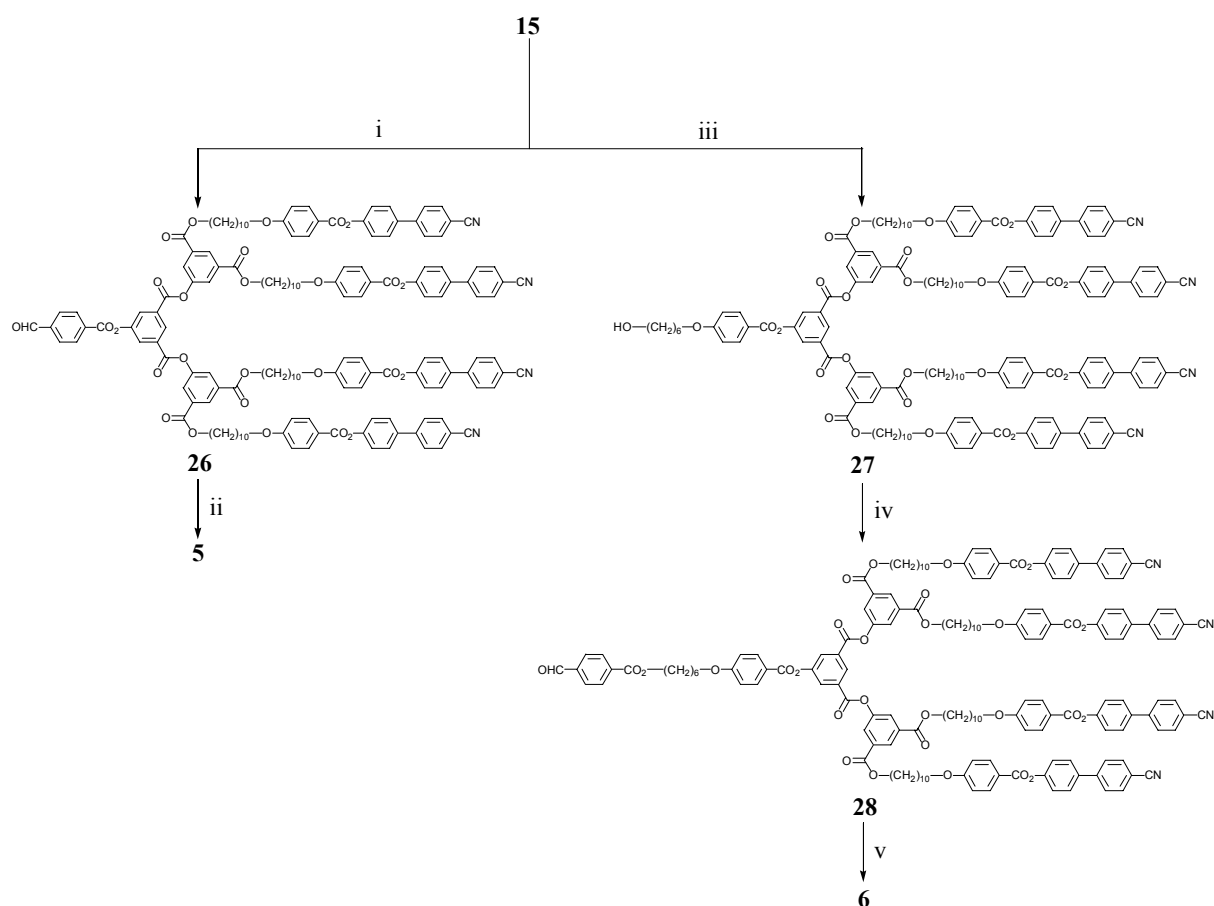 15
i
iii
O-(CH2)10-O
CO2
CN
O
O
O
O
O-(CH2)10-O
CO2
CN
O
O
OHC
CO2
O
O
O
O-(CH2)10-O
CO2
CN
O
O
O
O-(CH2)10-O
CO2
CN
26
ii
5
O-(CH2)10-O
CO2
CN
O
O
O
O
O-(CH2)10-O
CO2
CN
O
O
HO-(CH2)6-O
CO2
O
O
O
O-(CH2)10-O
CO2
CN
O
O
O
O-(CH2)10-O
CO2
CN
27
iv
O-(CH2)10-O
CO2
CN
O
O
O
O
O-(CH2)10-O
CO2
CN
O
O
OHC
CO2-(CH2)6-O
CO2
O
O
O
O-(CH2)10-O
CO2
CN
O
O
O
O-(CH2)10-O
CO2
CN
28
v
6